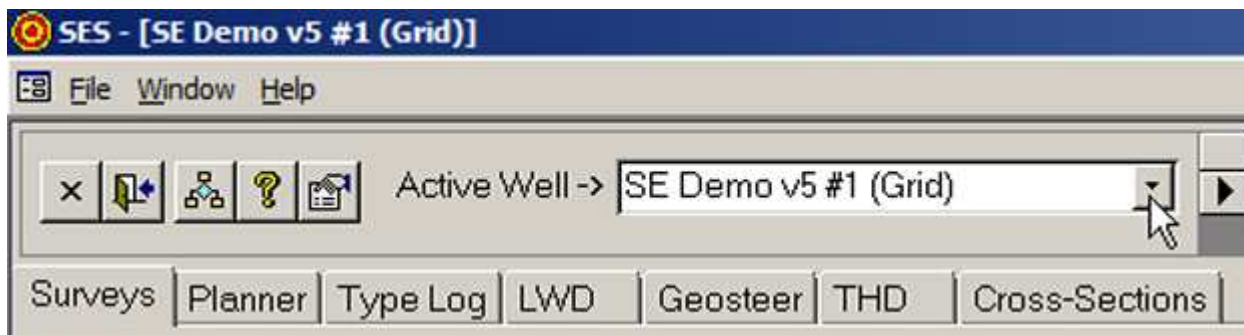 SES - [SE Demo v5 #1 (Grid)]
File Window Help
Active Well -> SE Demo v5 #1 (Grid)
Surveys Planner Type Log LWD Geosteer THD Cross-Sections